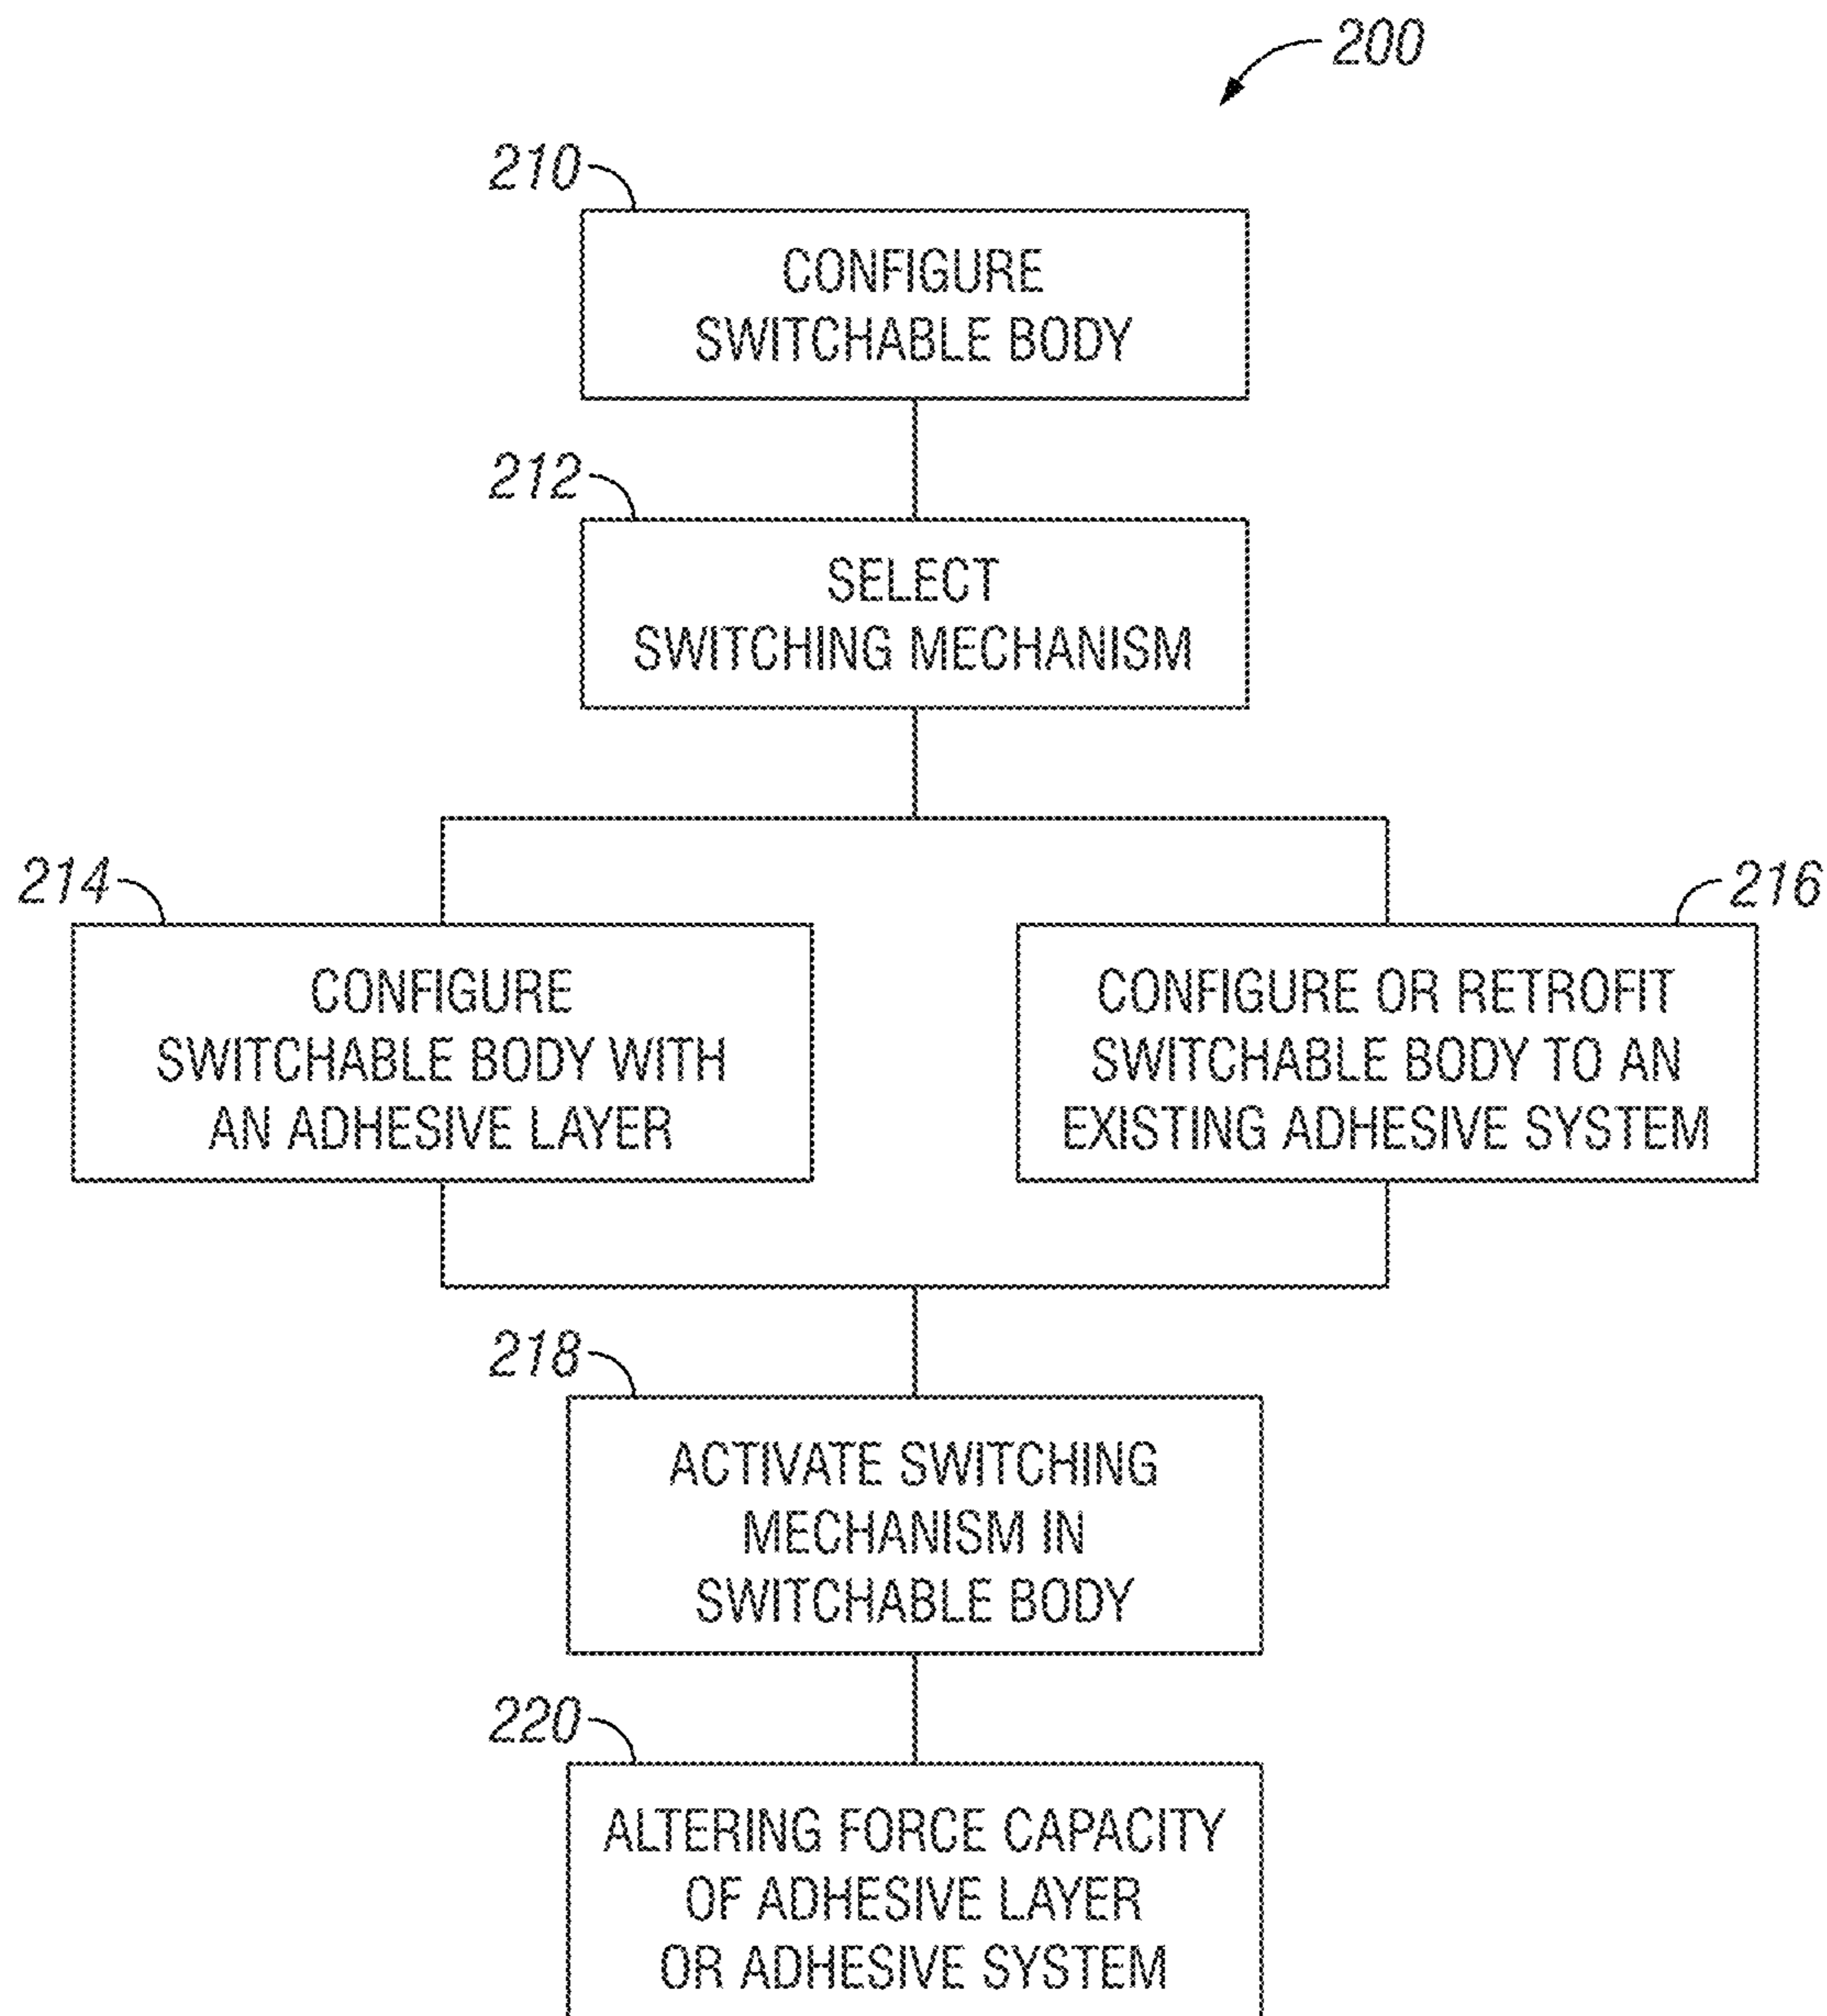 200
210
CONFIGURE
SWITCHABLE BODY
212
SELECT
SWITCHING MECHANISM
214
CONFIGURE
SWITCHABLE BODY WITH
AN ADHESIVE LAYER
216
CONFIGURE OR RETROFIT
SWITCHABLE BODY TO AN
EXISTING ADHESIVE SYSTEM
218
ACTIVATE SWITCHING
MECHANISM IN
SWITCHABLE BODY
220
ALTERING FORCE CAPACITY
OF ADHESIVE LAYER
OR ADHESIVE SYSTEM